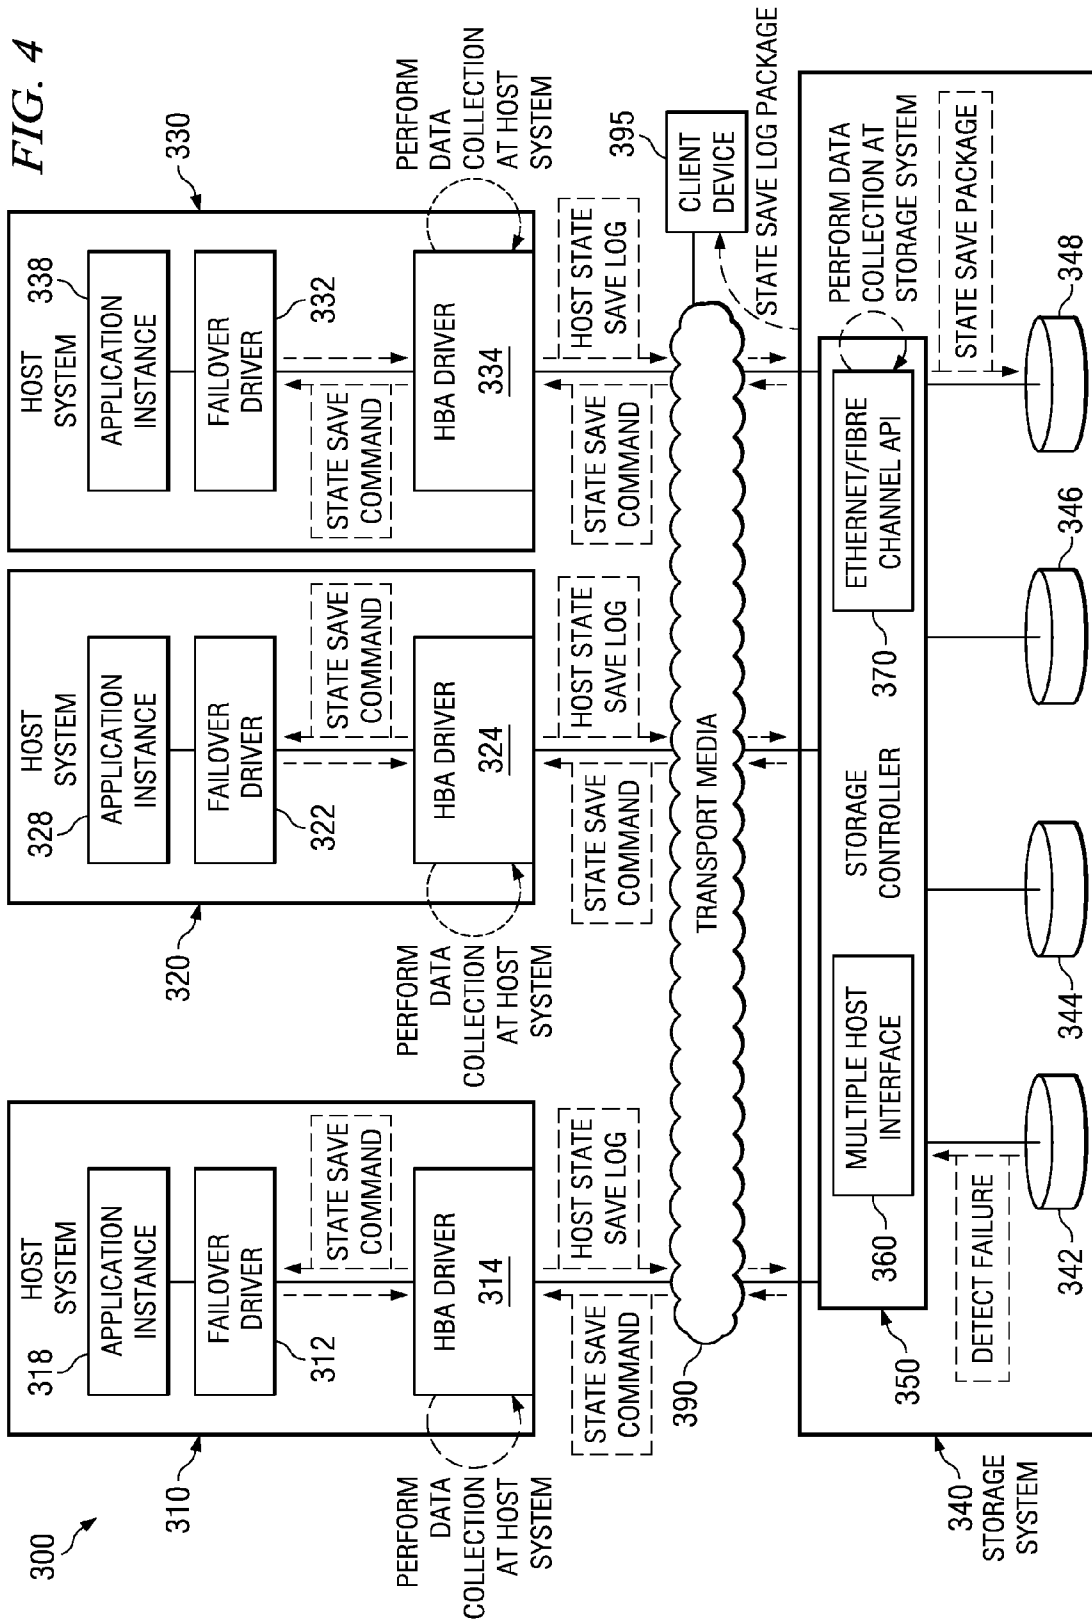 FIG. 4
300
310
HOST
SYSTEM
318
APPLICATION
INSTANCE
FAILOVER
DRIVER
312
STATE SAVE
COMMAND
HBA DRIVER
314
PERFORM
DATA
COLLECTION
AT HOST
SYSTEM
STATE SAVE
COMMAND
HOST STATE
SAVE LOG
320
HOST
SYSTEM
328
APPLICATION
INSTANCE
FAILOVER
DRIVER
322
STATE SAVE
COMMAND
HBA DRIVER
324
PERFORM
DATA
COLLECTION
AT HOST
SYSTEM
STATE SAVE
COMMAND
HOST STATE
SAVE LOG
330
HOST
SYSTEM
338
APPLICATION
INSTANCE
FAILOVER
DRIVER
332
STATE SAVE
COMMAND
HBA DRIVER
334
PERFORM
DATA
COLLECTION
AT HOST
SYSTEM
STATE SAVE
COMMAND
HOST STATE
SAVE LOG
390
TRANSPORT MEDIA
CLIENT
DEVICE
395
STATE SAVE LOG PACKAGE
340
STORAGE
SYSTEM
350
360
MULTIPLE HOST
INTERFACE
STORAGE
CONTROLLER
370
ETHERNET/FIBRE
CHANNEL API
PERFORM DATA
COLLECTION AT
STORAGE SYSTEM
DETECT FAILURE
STATE SAVE PACKAGE
342
344
346
348